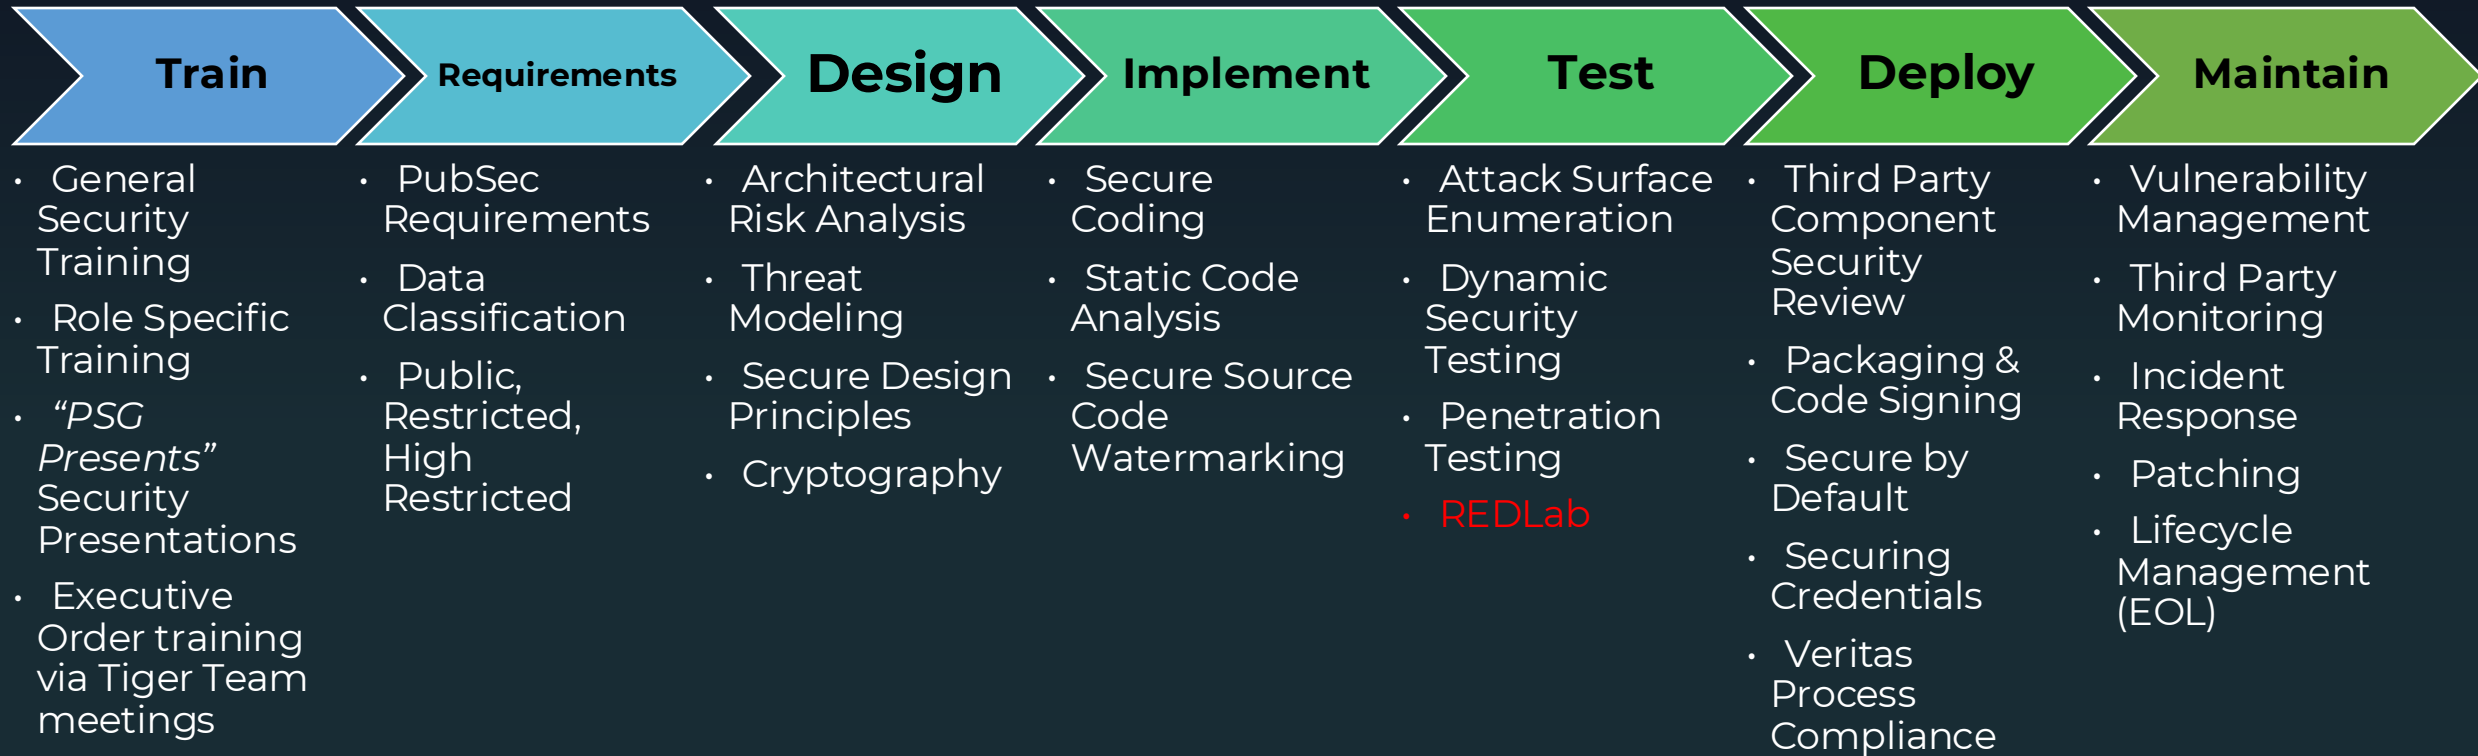 Train
Requirements
Design
Implement
Test
Deploy
Maintain
• General
Security
Training
• Role Specific
Training
• “PSG
Presents”
Security
Presentations
• Executive
Order training
via Tiger Team
meetings
• PubSec
Requirements
• Data
Classification
• Public,
Restricted,
High
Restricted
• Architectural
Risk Analysis
• Threat
Modeling
• Secure Design
Principles
• Cryptography
• Secure
Coding
• Static Code
Analysis
• Secure Source
Code
Watermarking
• Attack Surface
Enumeration
• Dynamic
Security
Testing
• Penetration
Testing
• REDLab
• Third Party
Component
Security
Review
• Packaging &
Code Signing
• Secure by
Default
• Securing
Credentials
• Veritas
Process
Compliance
• Vulnerability
Management
• Third Party
Monitoring
• Incident
Response
• Patching
• Lifecycle
Management
(EOL)